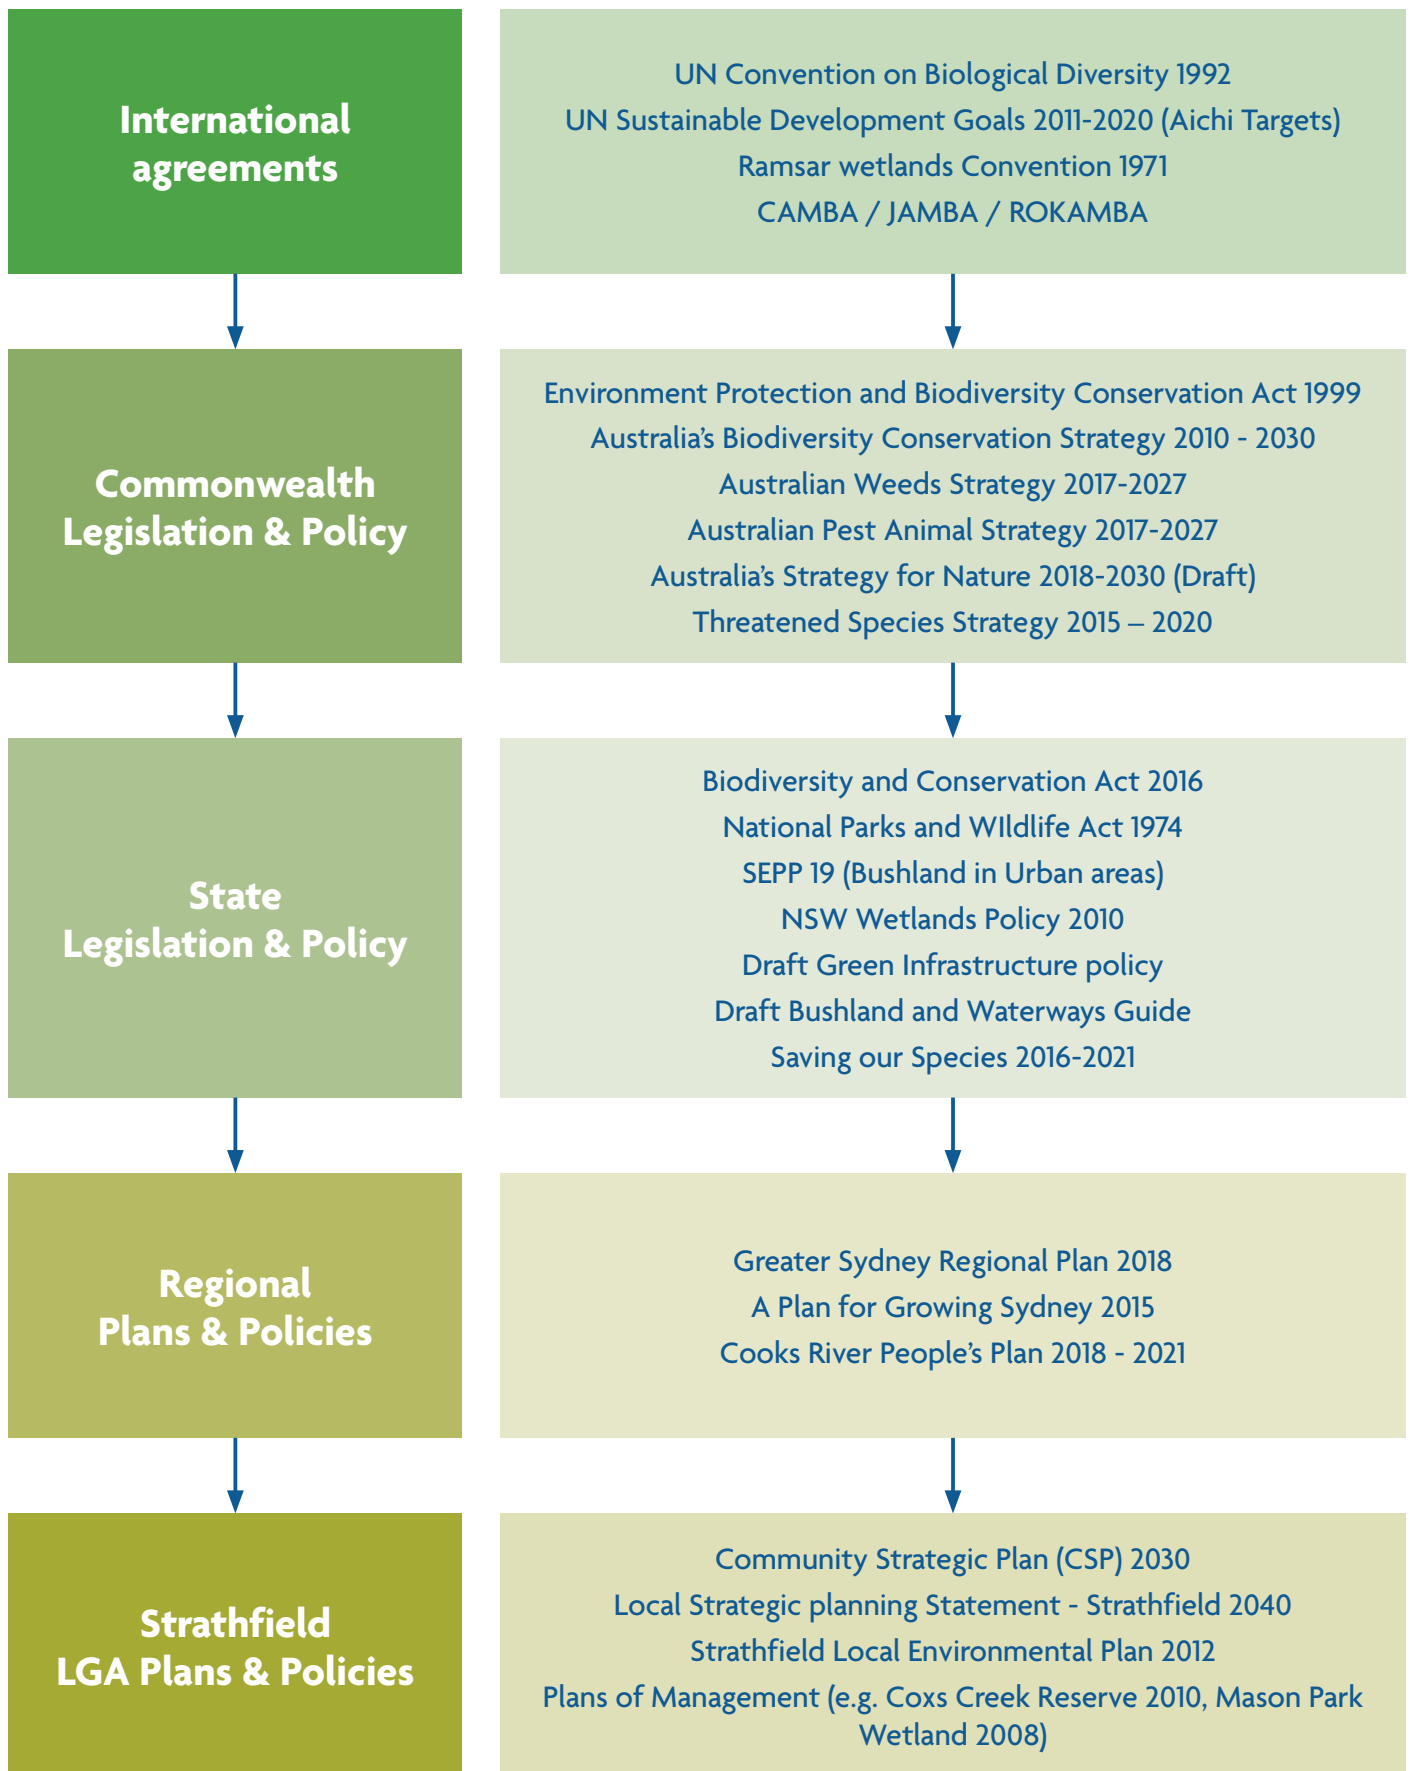 International
agreements
UN Convention on Biological Diversity 1992
UN Sustainable Development Goals 2011-2020 (Aichi Targets)
Ramsar wetlands Convention 1971
CAMBA / JAMBA / ROKAMBA
Commonwealth
Legislation & Policy
Environment Protection and Biodiversity Conservation Act 1999
Australia’s Biodiversity Conservation Strategy 2010 - 2030
Australian Weeds Strategy 2017-2027
Australian Pest Animal Strategy 2017-2027
Australia’s Strategy for Nature 2018-2030 (Draft)
Threatened Species Strategy 2015 – 2020
State
Legislation & Policy
Biodiversity and Conservation Act 2016
National Parks and WIldlife Act 1974
SEPP 19 (Bushland in Urban areas)
NSW Wetlands Policy 2010
Draft Green Infrastructure policy
Draft Bushland and Waterways Guide
Saving our Species 2016-2021
Regional
Plans & Policies
Greater Sydney Regional Plan 2018
A Plan for Growing Sydney 2015
Cooks River People’s Plan 2018 - 2021
Strathfield
LGA Plans & Policies
Community Strategic Plan (CSP) 2030
Local Strategic planning Statement - Strathfield 2040
Strathfield Local Environmental Plan 2012
Plans of Management (e.g. Coxs Creek Reserve 2010, Mason Park
Wetland 2008)